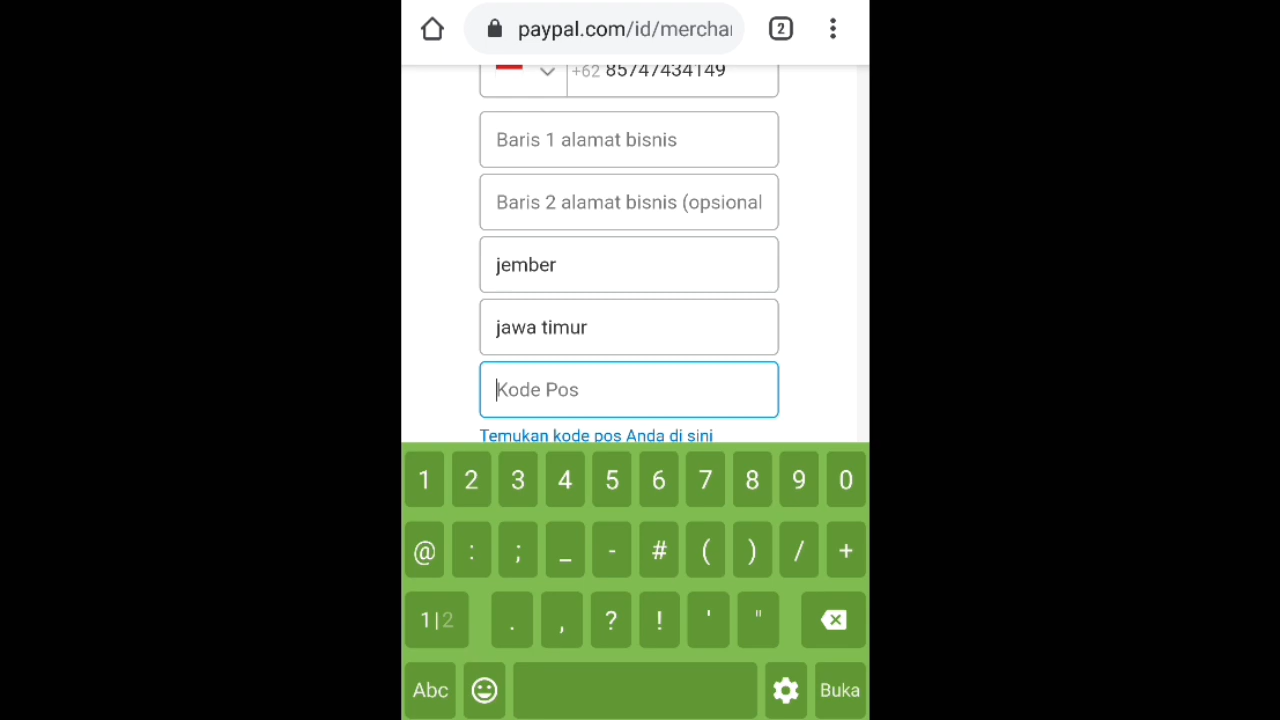 paypal.com/id/merchar
2
+62 85747434149
Baris 1 alamat bisnis
Baris 2 alamat bisnis (opsional
jember
jawa timur
Kode Pos
Temukan kode pos Anda di sini
1 2 3 4 5 6 7 8 9 0
@ : ; _ - # ( ) / +
1|2 . , ? ! ' "
Abc Buka